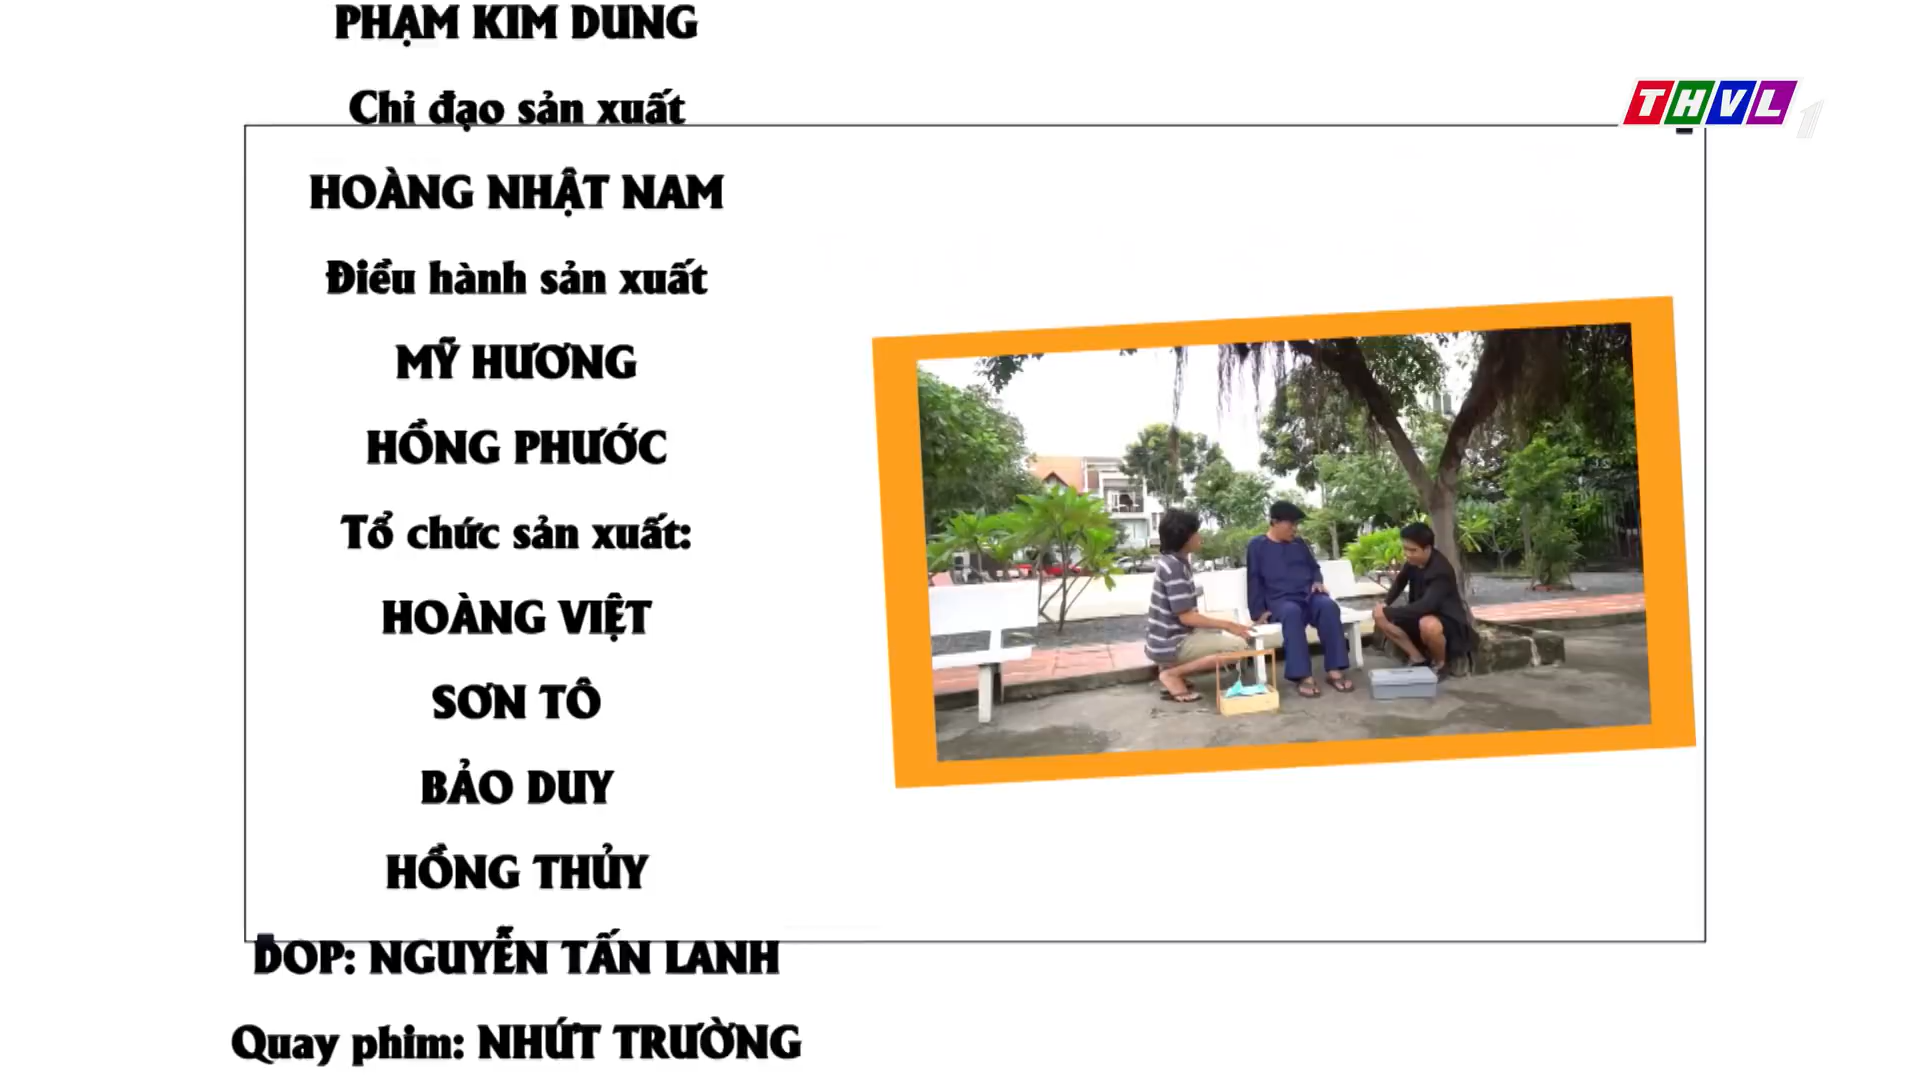 PHẠM KIM DUNG
Chỉ đạo sản xuất
THVL 1
HOÀNG NHẬT NAM
Điều hành sản xuất
MỸ HƯƠNG
HỒNG PHƯỚC
Tổ chức sản xuất:
HOÀNG VIỆT
SƠN TÔ
BẢO DUY
HỒNG THỦY
DOP: NGUYỄN TẤN LANH
Quay phim: NHỨT TRƯỜNG